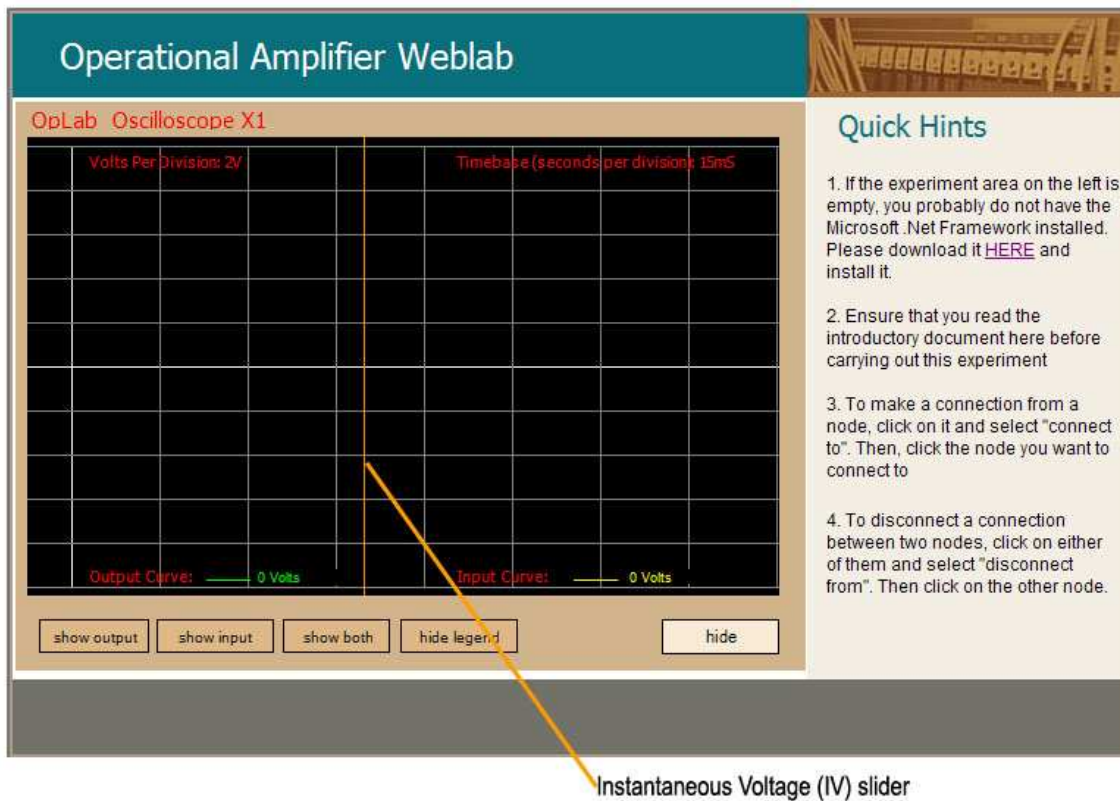 Operational Amplifier Weblab
OpLab Oscilloscope X1
Volts Per Division: 2V
Timebase (seconds per division): 15mS
Output Curve:
0 Volts
Input Curve:
0 Volts
show output
show input
show both
hide legend
hide
Quick Hints
1. If the experiment area on the left is
empty, you probably do not have the
Microsoft .Net Framework installed.
Please download it HERE and
install it.
2. Ensure that you read the
introductory document here before
carrying out this experiment
3. To make a connection from a
node, click on it and select "connect
to". Then, click the node you want to
connect to
4. To disconnect a connection
between two nodes, click on either
of them and select "disconnect
from". Then click on the other node.
Instantaneous Voltage (IV) slider